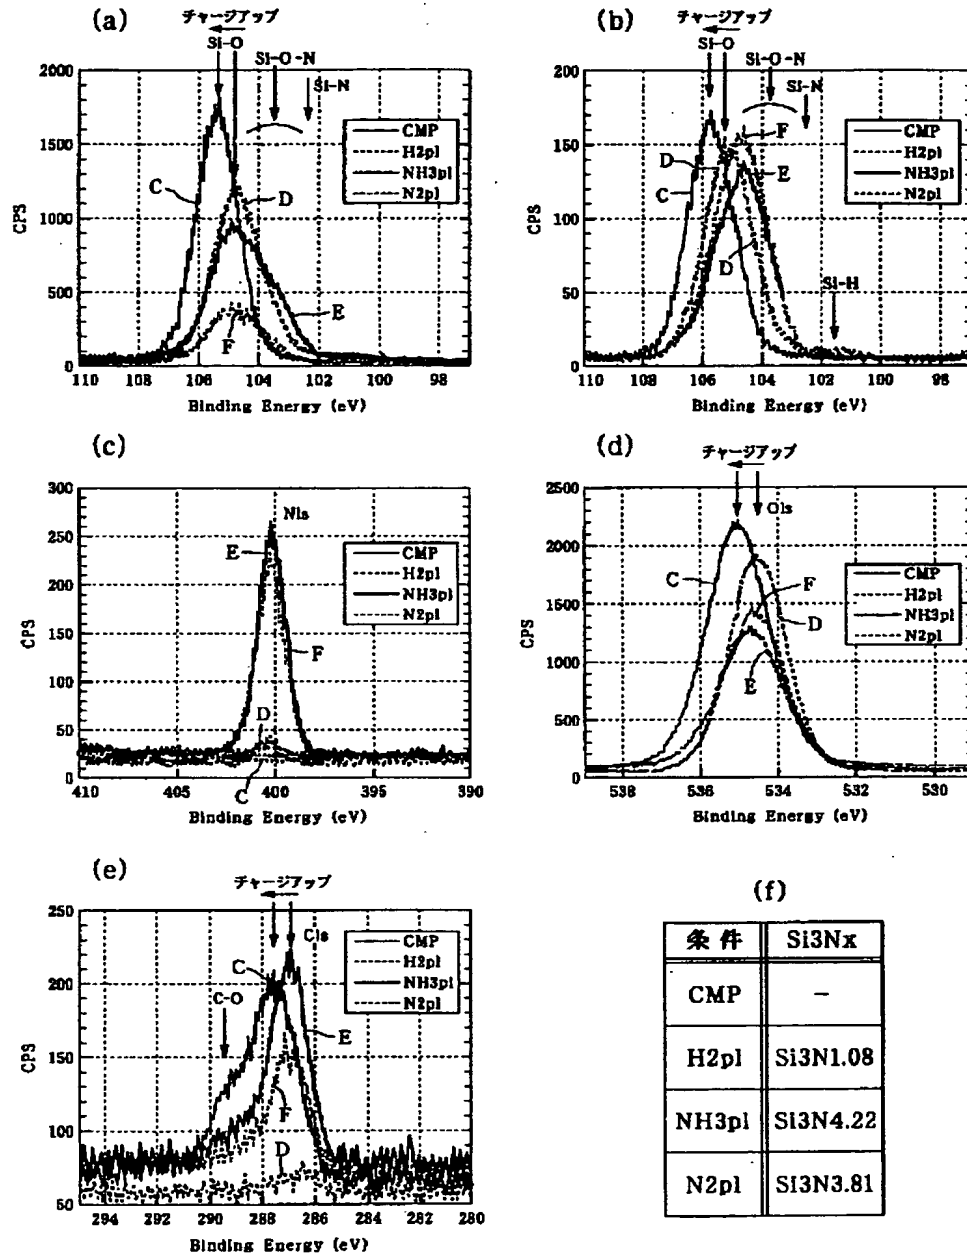 (a)
チャージアップ
Si-O
Si-O-N
Si-N
2000
1500
1000
500
0
CPS
CMP
H2pl
NH3pl
N2pl
C
D
E
F
110 108 106 104 102 100 98
Binding Energy (eV)
(b)
チャージアップ
Si-O
Si-O-N
Si-N
200
150
100
50
0
CPS
CMP
H2pl
NH3pl
N2pl
F
D
C
E
D
Si-H
110 108 106 104 102 100 98
Binding Energy (eV)
(c)
300
250
200
150
100
50
0
CPS
N1s
CMP
H2pl
NH3pl
N2pl
E
F
D
C
410 405 400 395 390
Binding Energy (eV)
(d)
チャージアップ
O1s
2500
2000
1500
1000
500
0
CPS
CMP
H2pl
NH3pl
N2pl
C
F
D
E
538 536 534 532 530
Binding Energy (eV)
(e)
チャージアップ
C1s
250
200
150
100
50
CPS
CMP
H2pl
NH3pl
N2pl
C
C-O
E
F
D
294 292 290 288 286 284 282 280
Binding Energy (eV)
(f)
条件 Si3Nx
CMP -
H2pl Si3N1.08
NH3pl Si3N4.22
N2pl Si3N3.81